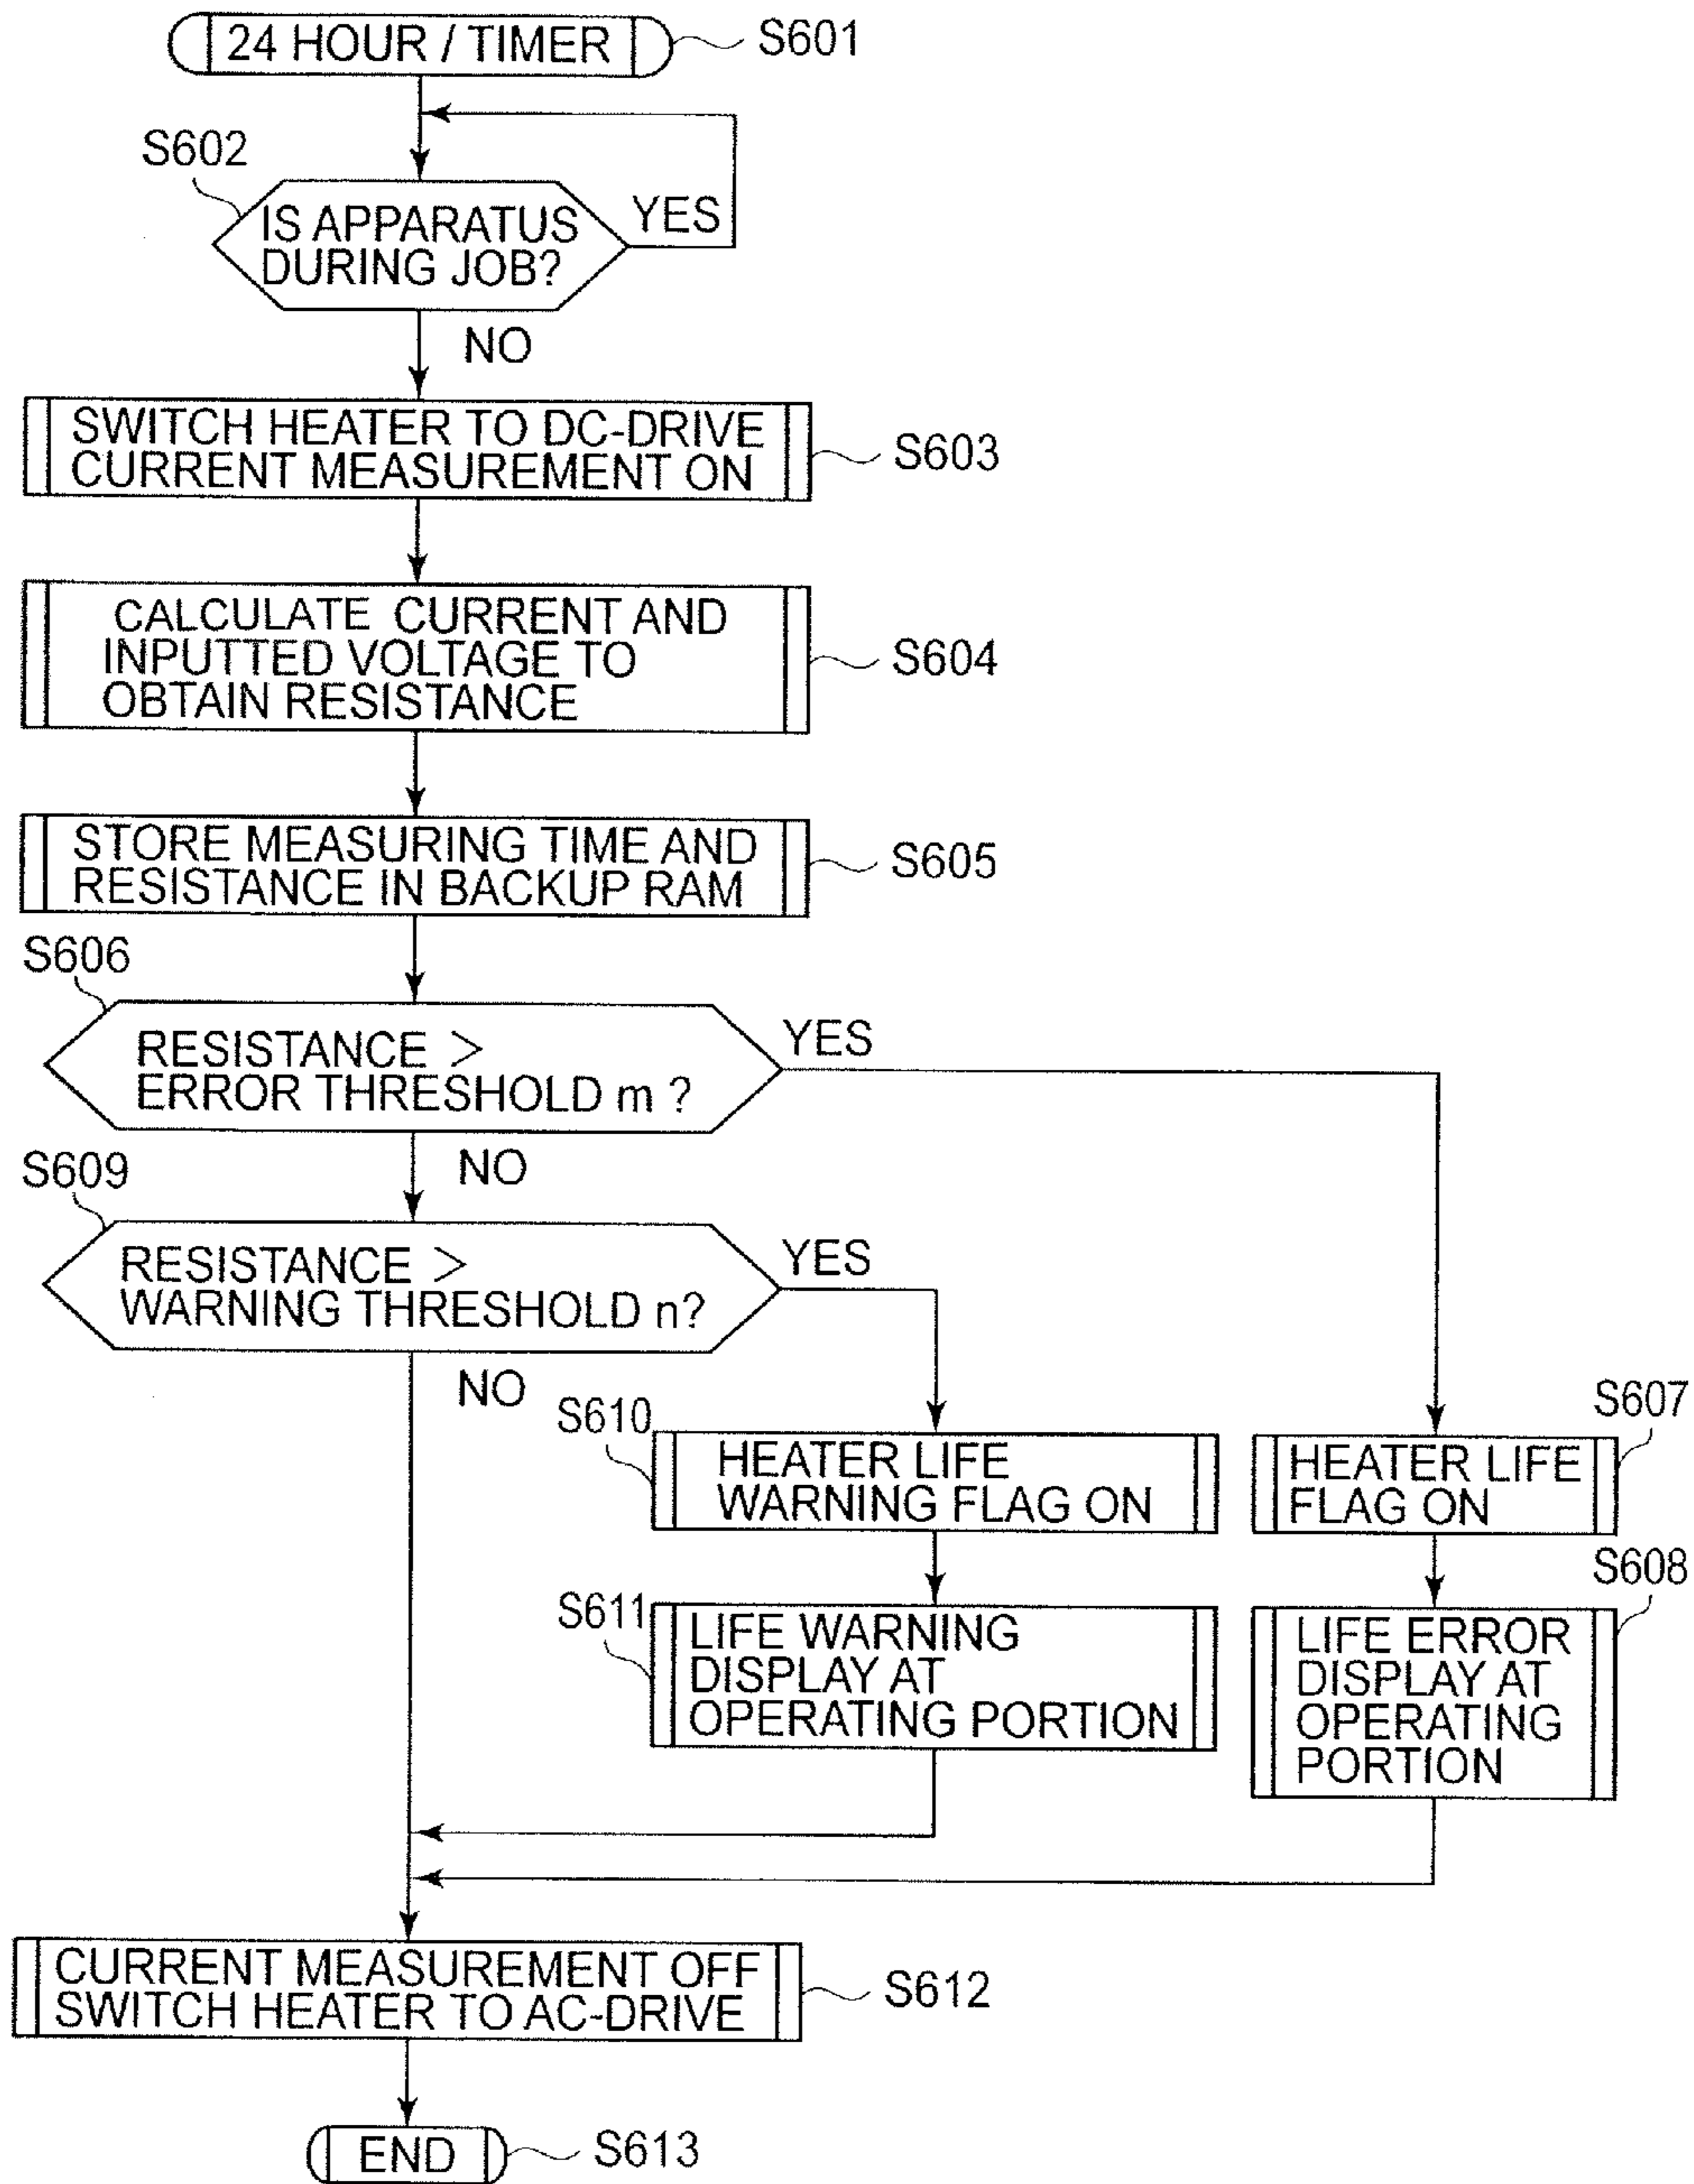 24 HOUR / TIMER
S601
S602
IS APPARATUS
DURING JOB?
YES
NO
SWITCH HEATER TO DC-DRIVE
CURRENT MEASUREMENT ON
S603
CALCULATE CURRENT AND
INPUTTED VOLTAGE TO
OBTAIN RESISTANCE
S604
STORE MEASURING TIME AND
RESISTANCE IN BACKUP RAM
S605
S606
RESISTANCE >
ERROR THRESHOLD m ?
YES
NO
S609
RESISTANCE >
WARNING THRESHOLD n?
YES
NO
S610
HEATER LIFE
WARNING FLAG ON
S607
HEATER LIFE
FLAG ON
S611
LIFE WARNING
DISPLAY AT
OPERATING PORTION
S608
LIFE ERROR
DISPLAY AT
OPERATING
PORTION
CURRENT MEASUREMENT OFF
SWITCH HEATER TO AC-DRIVE
S612
END
S613